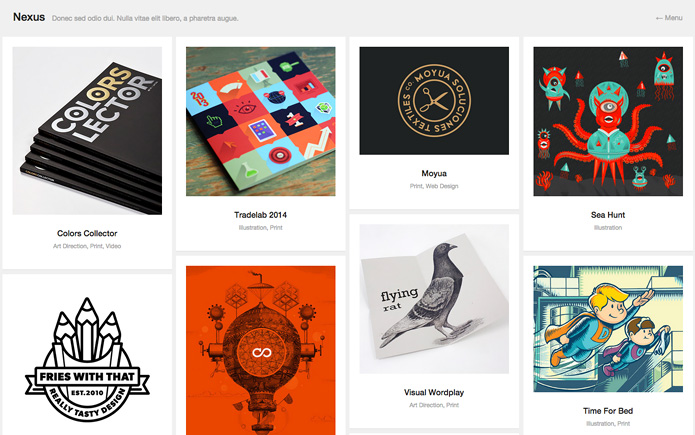 Nexus
Donec sed odio dui. Nulla vitae elit libero, a pharetra augue.
← Menu
COLORS
LECTOR
Colors Collector
Art Direction, Print, Video
2013
Tradelab 2014
Illustration, Print
MOYUA SOLUCIONES TEXTILES CO
Moyua
Print, Web Design
Sea Hunt
Illustration
FRIES WITH THAT
EST.2010
REALLY TASTY DESIGN
flying
rat
Visual Wordplay
Art Direction, Print
D
Time For Bed
Illustration, Print